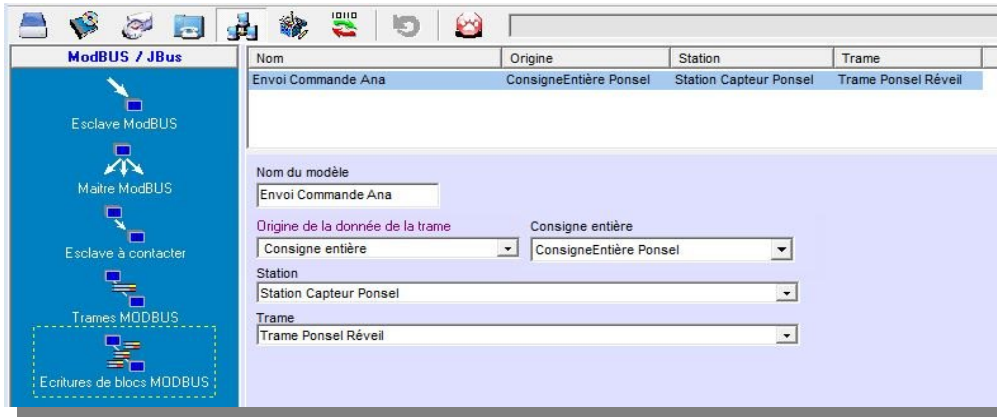 ModBUS / JBus
Esclave ModBUS
Maitre ModBUS
Esclave à contacter
Trames MODBUS
Ecritures de blocs MODBUS
Nom Origine Station Trame
Envoi Commande Ana ConsigneEntière Ponsel Station Capteur Ponsel Trame Ponsel Réveil
Nom du modèle
Envoi Commande Ana
Origine de la donnée de la trame Consigne entière
Consigne entière ConsigneEntière Ponsel
Station
Station Capteur Ponsel
Trame
Trame Ponsel Réveil